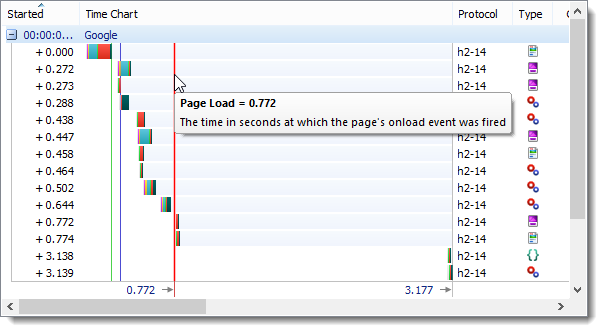 Started Time Chart Protocol Type
00:00:0... Google
+ 0.000 h2-14
+ 0.272 h2-14
+ 0.273 h2-14
+ 0.288 h2-14
Page Load = 0.772
+ 0.438
The time in seconds at which the page's onload event was fired
+ 0.447 h2-14
+ 0.458 h2-14
+ 0.464 h2-14
+ 0.502 h2-14
+ 0.644 h2-14
+ 0.772 h2-14
+ 0.774 h2-14
+ 3.138 h2-14 {}
+ 3.139 h2-14
0.772 → 3.177 →